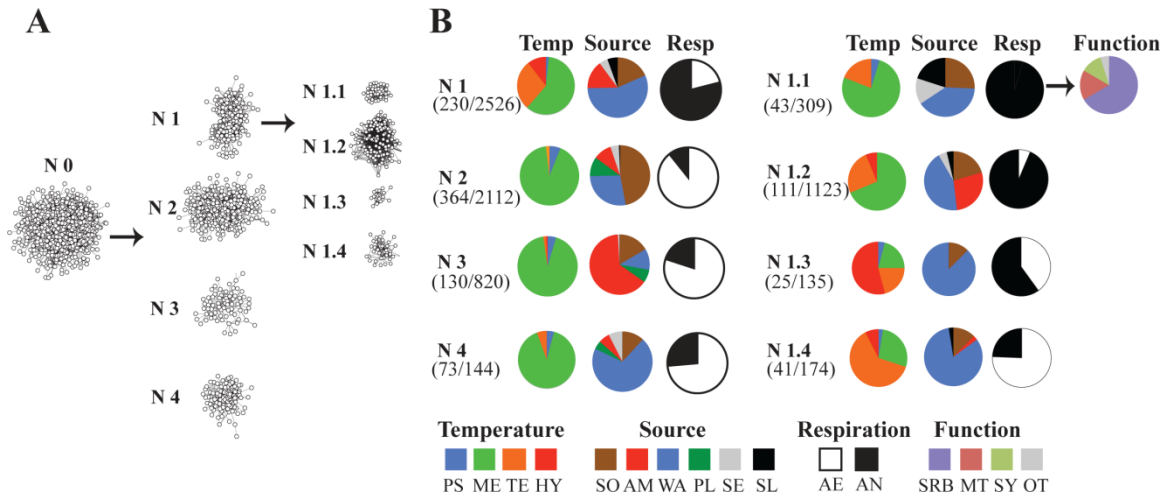 A
N 0
N 1
N 2
N 3
N 4
N 1.1
N 1.2
N 1.3
N 1.4
B
Temp Source Resp
N 1
(230/2526)
N 2
(364/2112)
N 3
(130/820)
N 4
(73/144)
Temp Source Resp Function
N 1.1
(43/309)
N 1.2
(111/1123)
N 1.3
(25/135)
N 1.4
(41/174)
Temperature
PS ME TE HY
Source
SO AM WA PL SE SL
Respiration
AE AN
Function
SRB MT SY OT